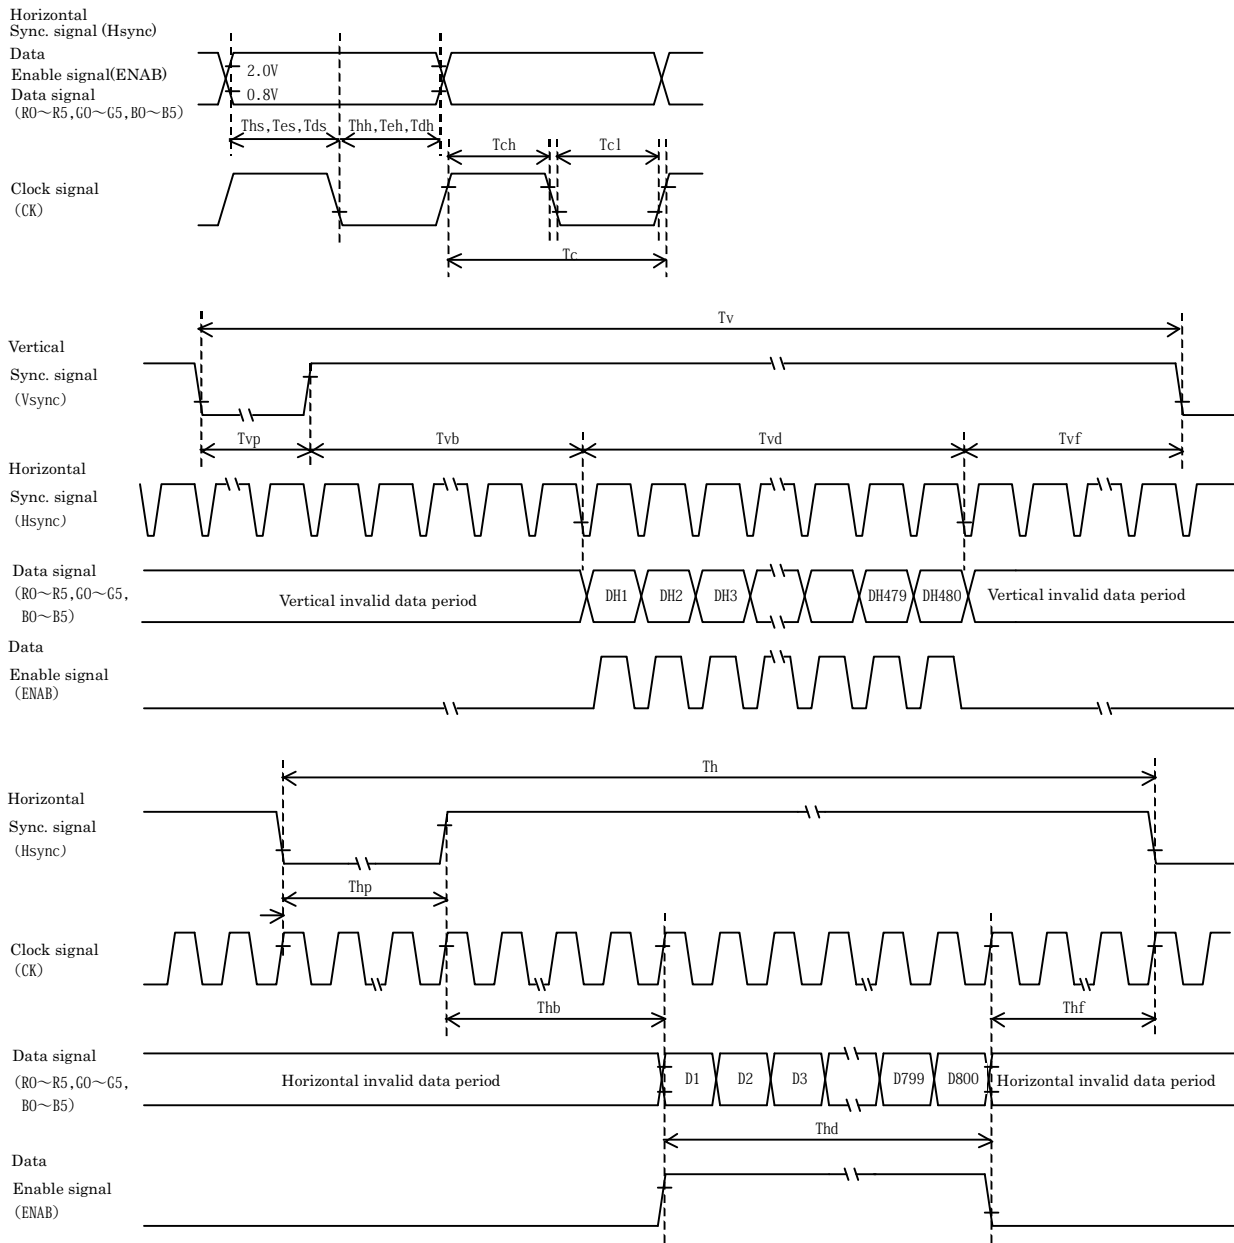 Horizontal
Sync. signal (Hsync)
Data
Enable signal(ENAB)
Data signal
(R0～R5,G0～G5,B0～B5)
2.0V
0.8V
Ths,Tes,Tds
Thh,Teh,Tdh
Tch
Tcl
Clock signal
(CK)
Tc
Tv
Vertical
Sync. signal
(Vsync)
Tvp
Tvb
Tvd
Tvf
Horizontal
Sync. signal
(Hsync)
Data signal
(R0～R5,G0～G5,
B0～B5)
Vertical invalid data period
DH1
DH2
DH3
DH479
DH480
Vertical invalid data period
Data
Enable signal
(ENAB)
Th
Horizontal
Sync. signal
(Hsync)
Thp
Clock signal
(CK)
Thb
Thf
Data signal
(R0～R5,G0～G5,
B0～B5)
Horizontal invalid data period
D1
D2
D3
D799
D800
Horizontal invalid data period
Thd
Data
Enable signal
(ENAB)